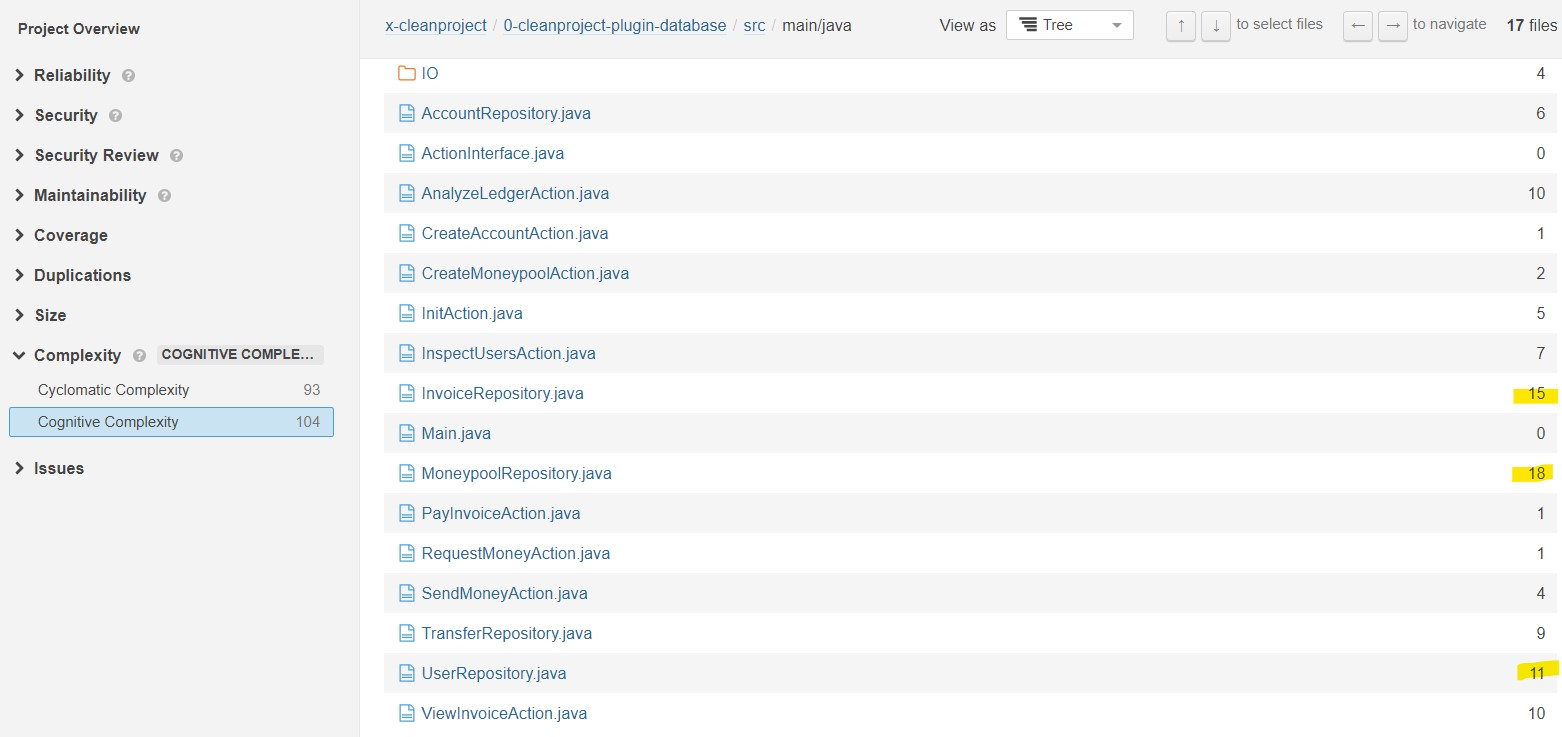 Project Overview
Reliability ?
Security ?
Security Review ?
Maintainability ?
Coverage
Duplications
Size
Complexity ? COGNITIVE COMPLE...
Cyclomatic Complexity 93
Cognitive Complexity 104
Issues
x-cleanproject / 0-cleanproject-plugin-database / src / main/java View as Tree ↑ ↓ to select files ← → to navigate 17 files
IO 4
AccountRepository.java 6
ActionInterface.java 0
AnalyzeLedgerAction.java 10
CreateAccountAction.java 1
CreateMoneypoolAction.java 2
InitAction.java 5
InspectUsersAction.java 7
InvoiceRepository.java 15
Main.java 0
MoneypoolRepository.java 18
PayInvoiceAction.java 1
RequestMoneyAction.java 1
SendMoneyAction.java 4
TransferRepository.java 9
UserRepository.java 11
ViewInvoiceAction.java 10